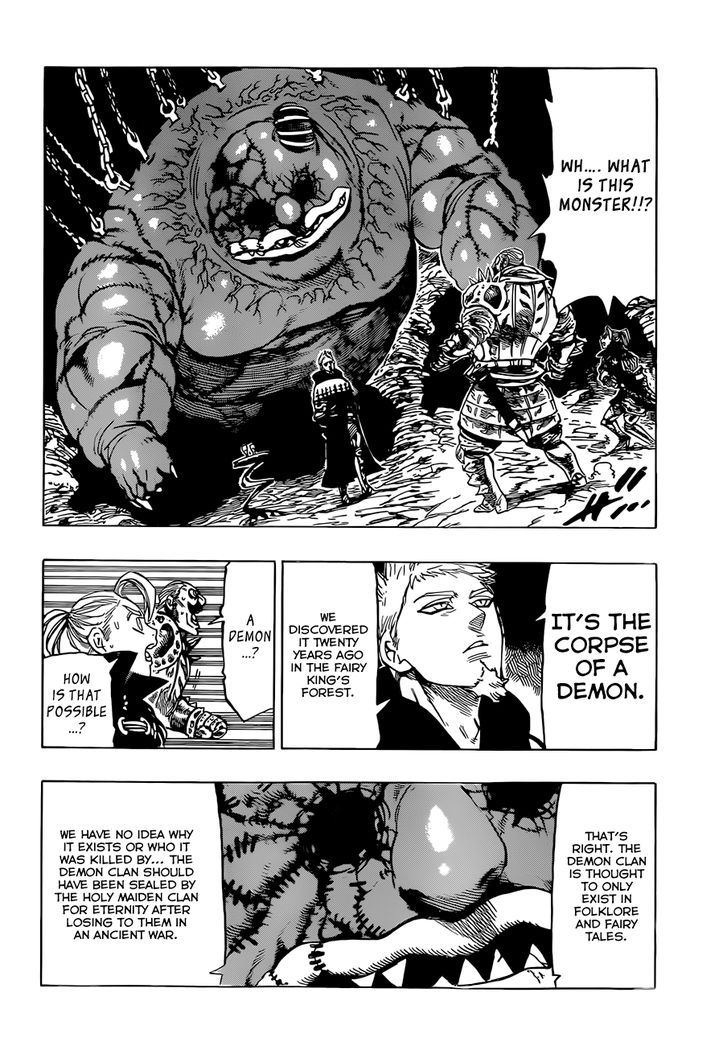 WH.... WHAT
IS THIS
MONSTER!!?
IT'S THE
CORPSE
OF A
DEMON.
WE
DISCOVERED
IT TWENTY
YEARS AGO
IN THE FAIRY
KING'S
FOREST.
A
DEMON
...?
HOW
IS THAT
POSSIBLE
...?
THAT'S
RIGHT. THE
DEMON CLAN
IS THOUGHT
TO ONLY
EXIST IN
FOLKLORE
AND FAIRY
TALES.
WE HAVE NO IDEA WHY
IT EXISTS OR WHO IT
WAS KILLED BY... THE
DEMON CLAN SHOULD
HAVE BEEN SEALED BY
THE HOLY MAIDEN CLAN
FOR ETERNITY AFTER
LOSING TO THEM IN
AN ANCIENT WAR.